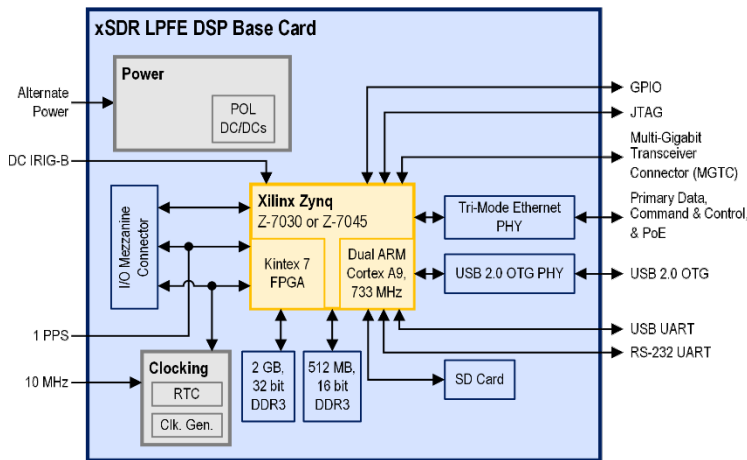 xSDR LPFE DSP Base Card
Power
POL
DC/DCs
Alternate
Power
DC IRIG-B
I/O Mezzanine
Connector
1 PPS
10 MHz
Clocking
RTC
Clk. Gen.
Xilinx Zynq
Z-7030 or Z-7045
Kintex 7
FPGA
Dual ARM
Cortex A9,
733 MHz
2 GB,
32 bit
DDR3
512 MB,
16 bit
DDR3
SD Card
Tri-Mode Ethernet
PHY
USB 2.0 OTG PHY
GPIO
JTAG
Multi-Gigabit
Transceiver
Connector (MGTC)
Primary Data,
Command & Control,
& PoE
USB 2.0 OTG
USB UART
RS-232 UART